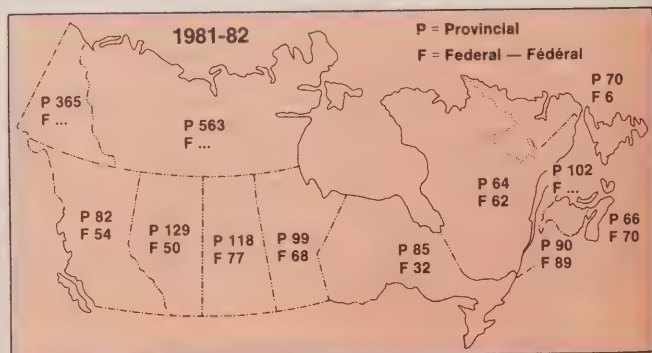 1981-82
P = Provincial
F = Federal — Fédéral
P 70
F 6
P 365
F ...
P 563
F ...
P 102
F ...
P 64
F 62
P 66
F 70
P 82
F 54
P 129
F 50
P 118
F 77
P 99
F 68
P 85
F 32
P 90
F 89